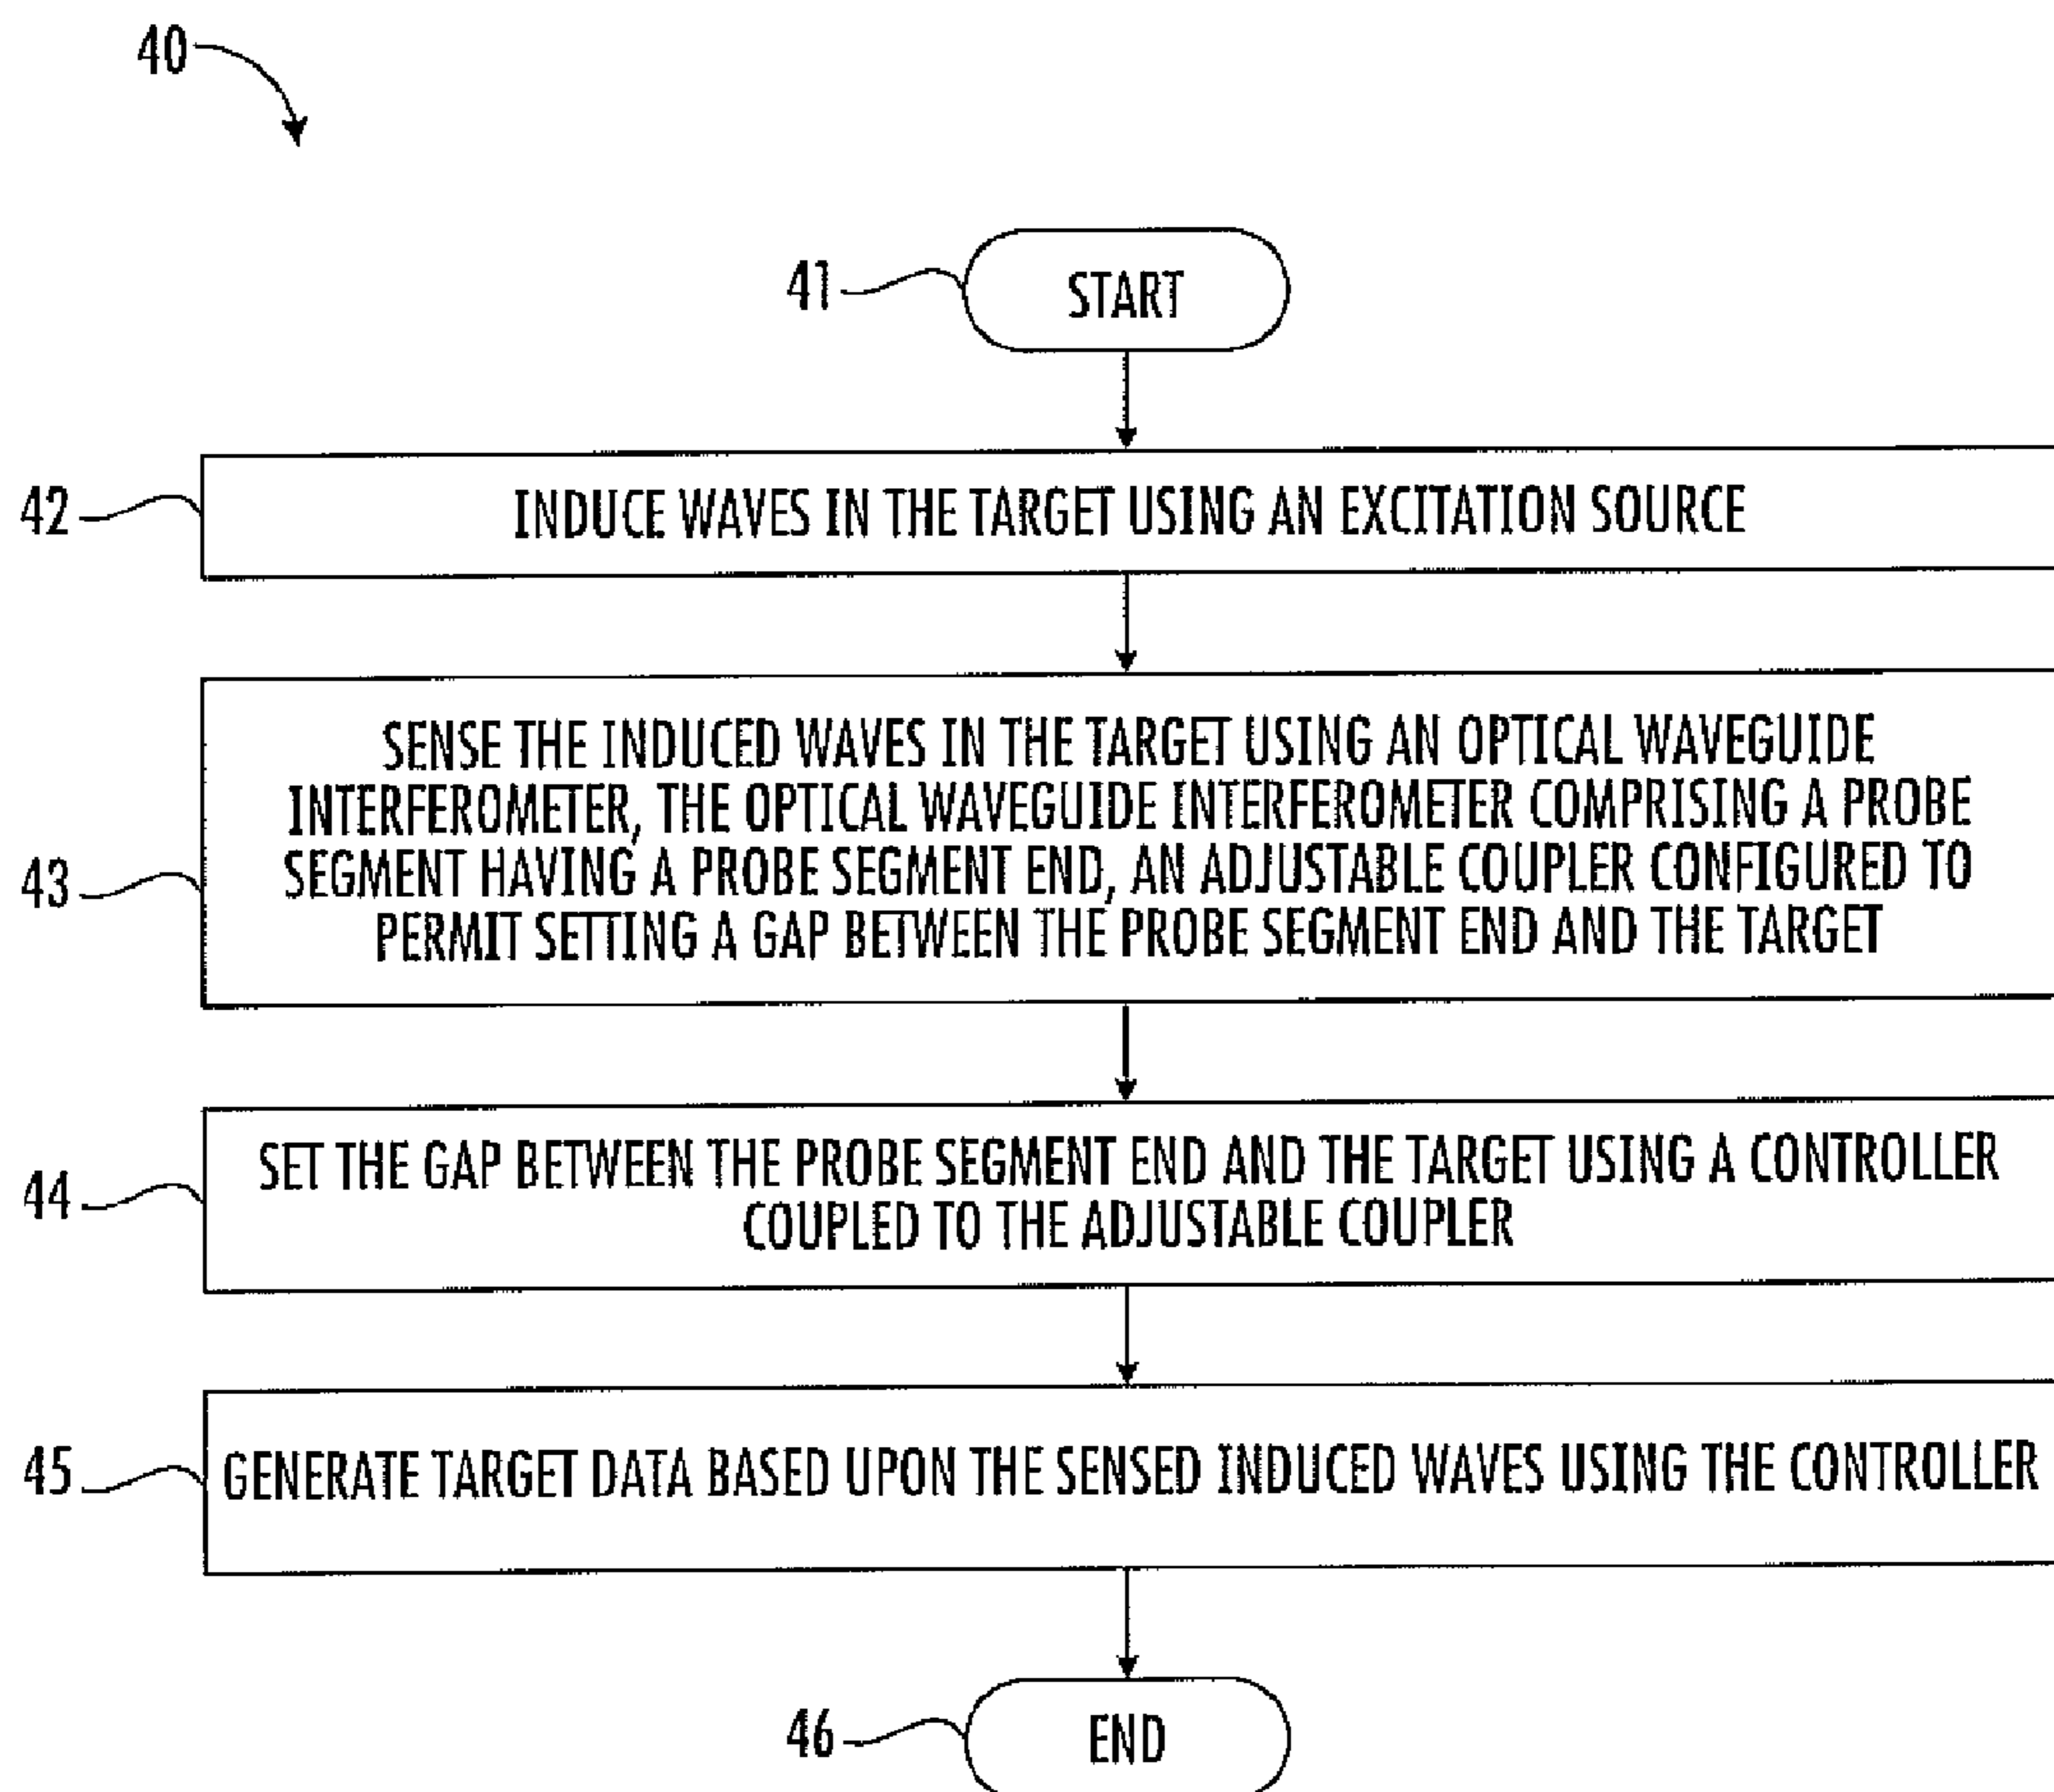 40
41
START
42
INDUCE WAVES IN THE TARGET USING AN EXCITATION SOURCE
43
SENSE THE INDUCED WAVES IN THE TARGET USING AN OPTICAL WAVEGUIDE
INTERFEROMETER, THE OPTICAL WAVEGUIDE INTERFEROMETER COMPRISING A PROBE
SEGMENT HAVING A PROBE SEGMENT END, AN ADJUSTABLE COUPLER CONFIGURED TO
PERMIT SETTING A GAP BETWEEN THE PROBE SEGMENT END AND THE TARGET
44
SET THE GAP BETWEEN THE PROBE SEGMENT END AND THE TARGET USING A CONTROLLER
COUPLED TO THE ADJUSTABLE COUPLER
45
GENERATE TARGET DATA BASED UPON THE SENSED INDUCED WAVES USING THE CONTROLLER
46
END